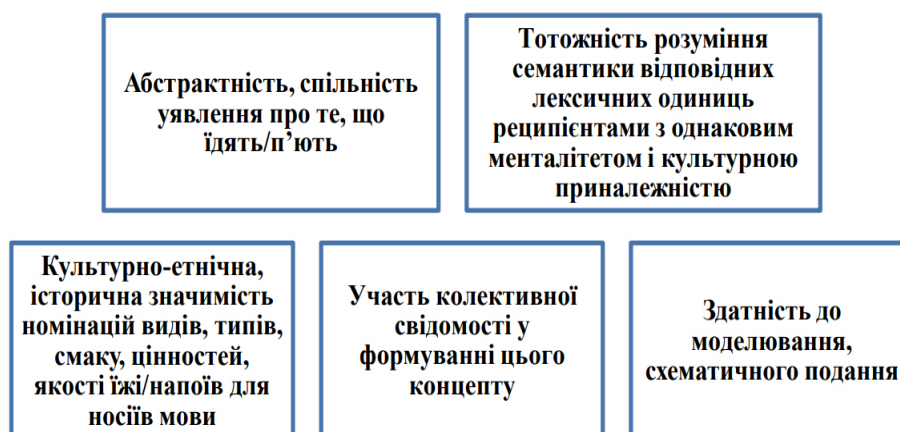 Абстрактність, спільність
уявлення про те, що
їдять/п’ють
Тотожність розуміння
семантики відповідних
лексичних одиниць
реципієнтами з однаковим
менталітетом і культурною
приналежністю
Культурно-етнічна,
історична значимість
номінацій видів, типів,
смаку, цінностей,
якості їжі/напоїв для
носіїв мови
Участь колективної
свідомості у
формуванні цього
концепту
Здатність до
моделювання,
схематичного подання